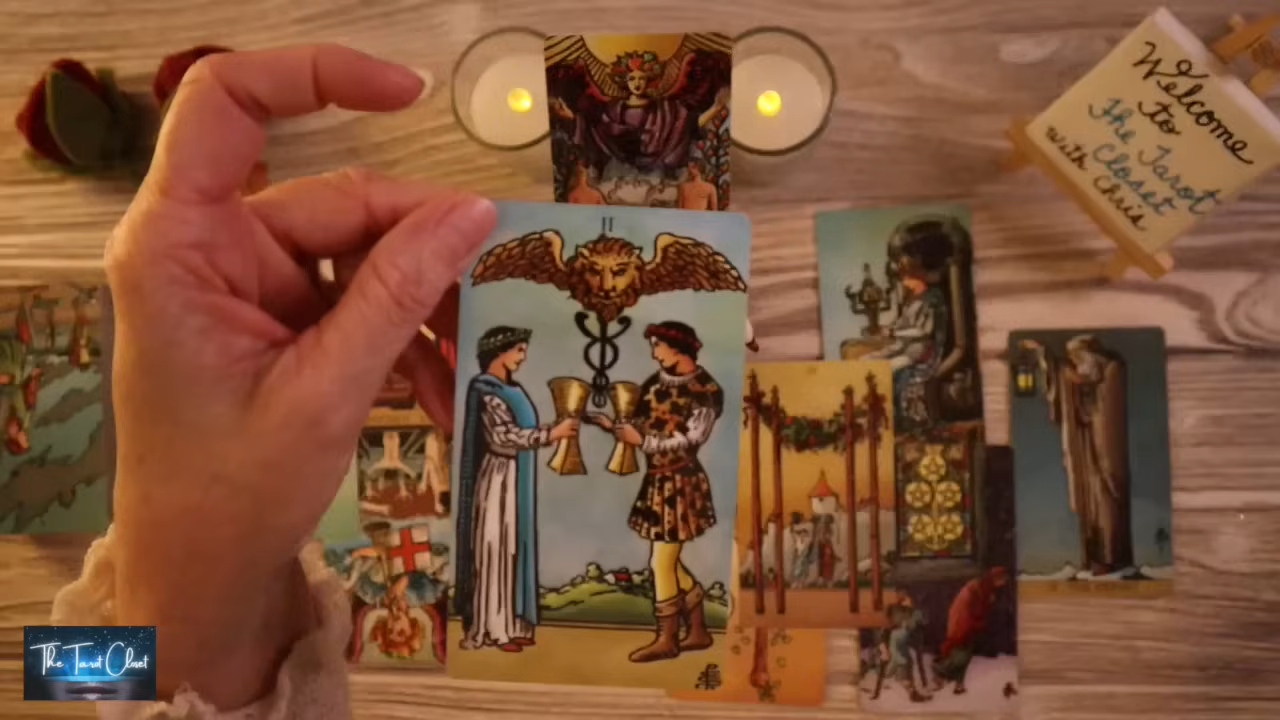 Welcome
to
The Tarot
Closet
with Chris
II
The Tarot Closet